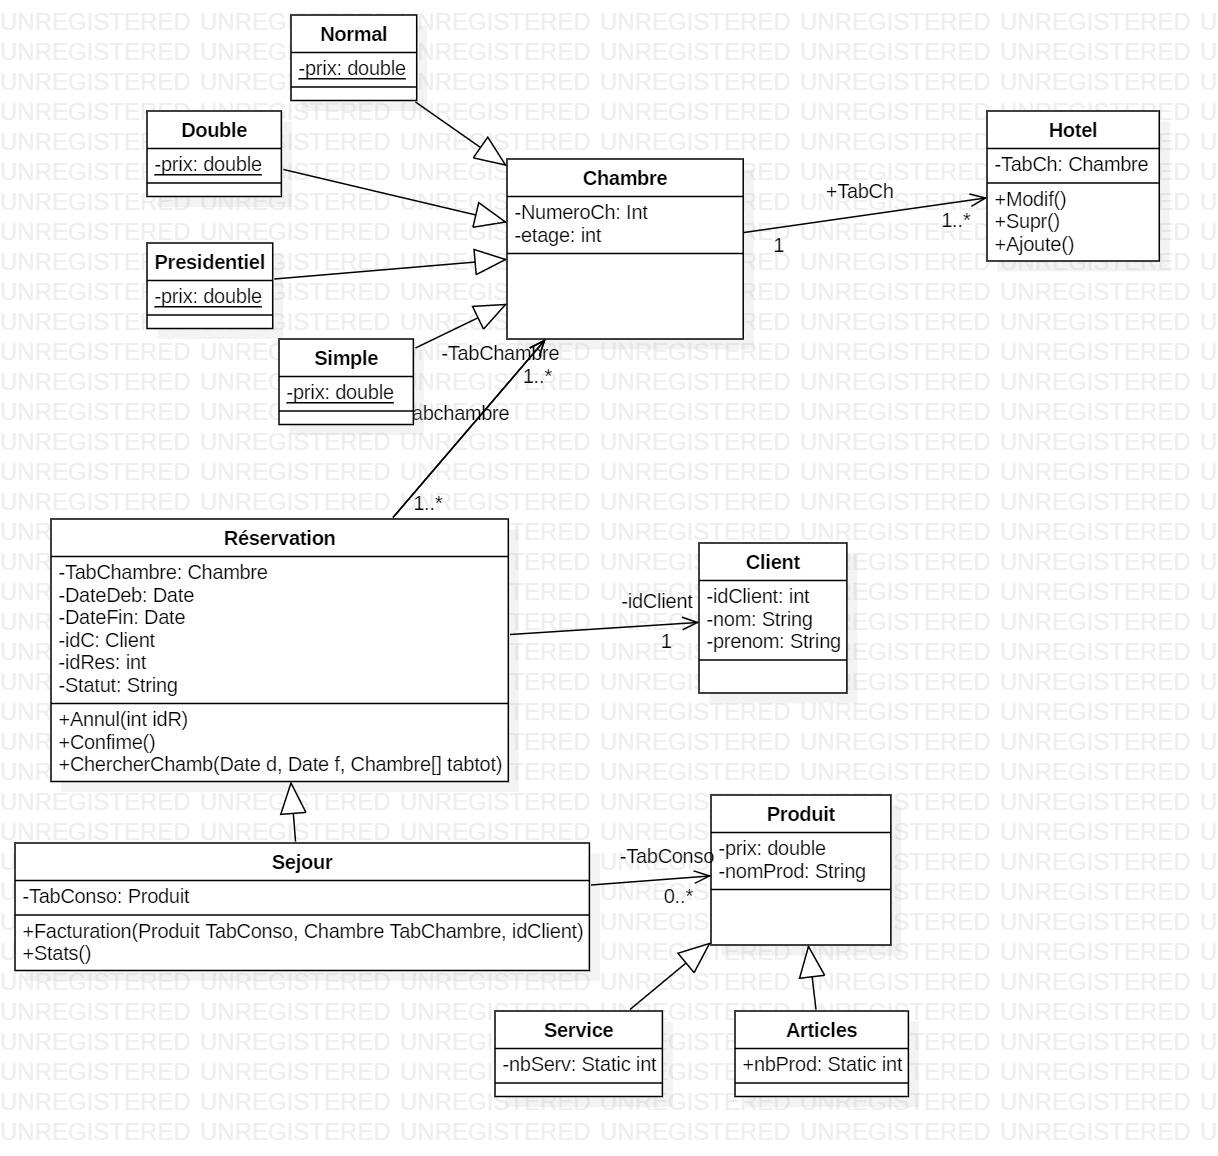 Normal
-prix: double
Double
-prix: double
Presidentiel
-prix: double
Simple
-prix: double
Chambre
-NumeroCh: Int
-etage: int
+TabCh
1
1..*
Hotel
-TabCh: Chambre
+Modif()
+Supr()
+Ajoute()
-TabChambre
1..*
abchambre
1..*
Réservation
-TabChambre: Chambre
-DateDeb: Date
-DateFin: Date
-idC: Client
-idRes: int
-Statut: String
+Annul(int idR)
+Confime()
+ChercherChamb(Date d, Date f, Chambre[] tabtot)
-idClient
1
Client
-idClient: int
-nom: String
-prenom: String
Sejour
-TabConso: Produit
+Facturation(Produit TabConso, Chambre TabChambre, idClient)
+Stats()
-TabConso
0..*
Produit
-prix: double
-nomProd: String
Service
-nbServ: Static int
Articles
+nbProd: Static int
UNREGISTERED